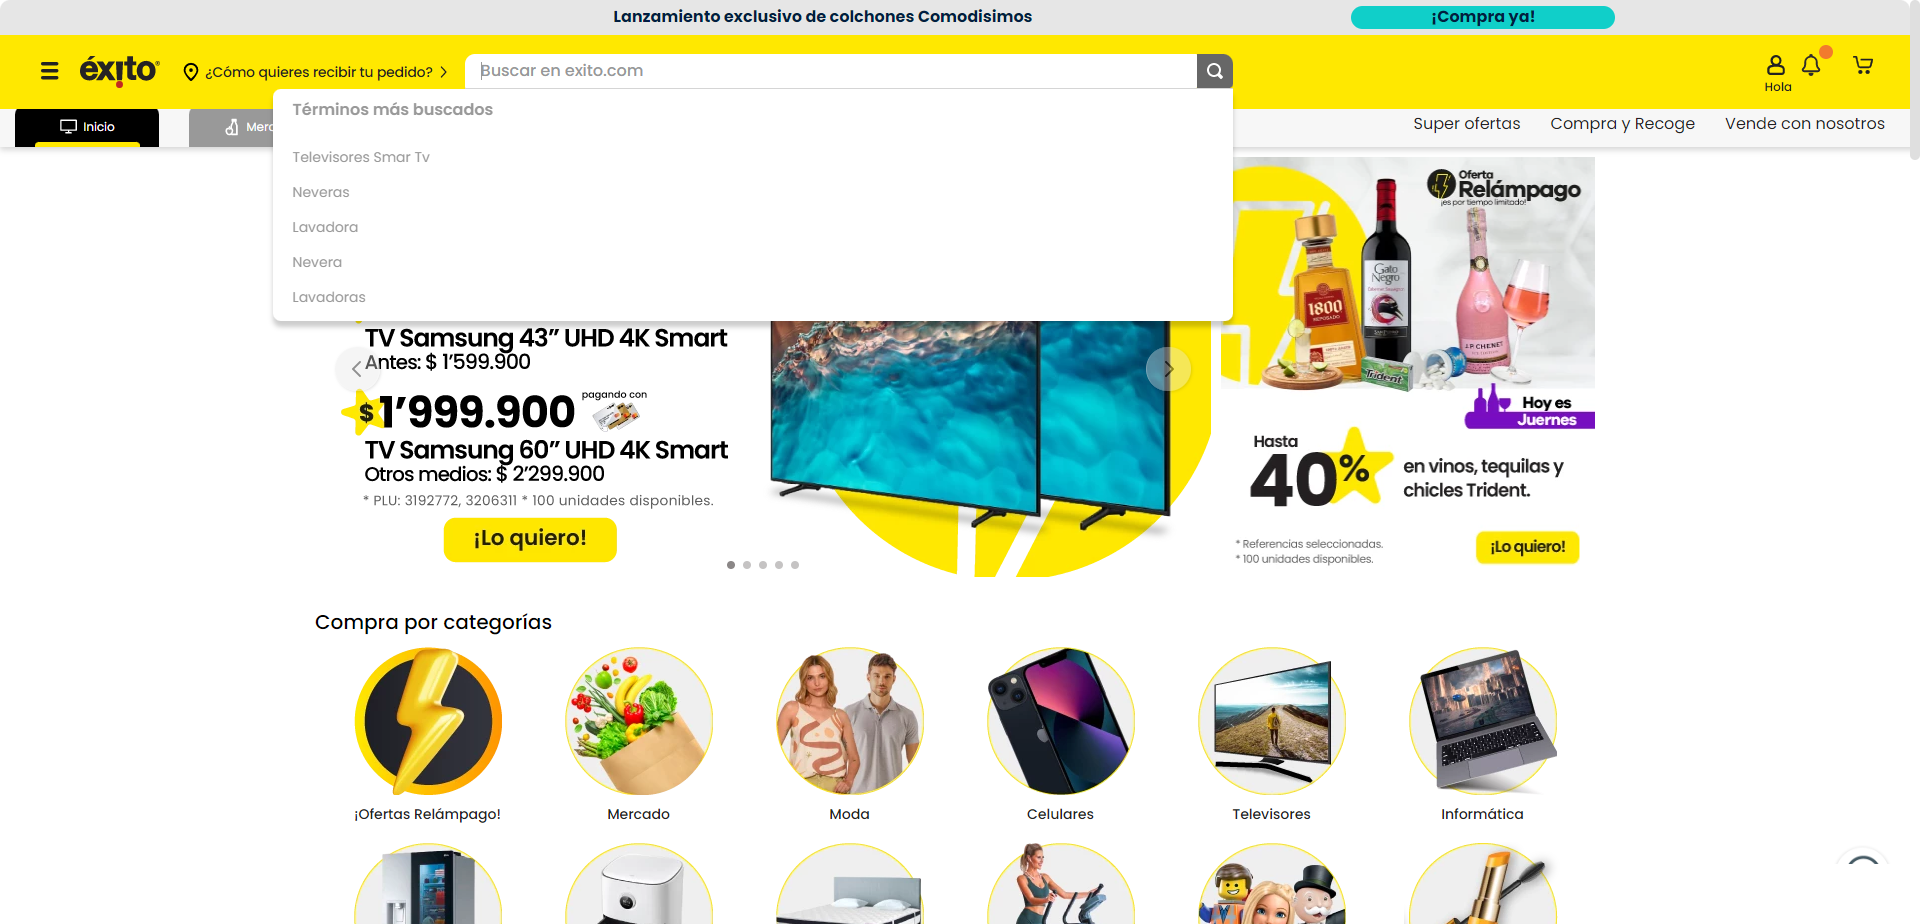 Lanzamiento exclusivo de colchones Comodisimos
¡Compra ya!
éxito
¿Cómo quieres recibir tu pedido?
Buscar en exito.com
Hola
Inicio
Merc
Super ofertas
Compra y Recoge
Vende con nosotros
Términos más buscados
Televisores Smar Tv
Neveras
Lavadora
Nevera
Lavadoras
TV Samsung 43” UHD 4K Smart
Antes: $ 1’599.900
$ 1’999.900
pagando con
TV Samsung 60” UHD 4K Smart
Otros medios: $ 2’299.900
* PLU: 3192772, 3206311 * 100 unidades disponibles.
¡Lo quiero!
Oferta
Relámpago
¡es por tiempo limitado!
1800
Gato
Negro
J.P. CHENET
Trident
Hoy es
Juernes
Hasta
40%
en vinos, tequilas y
chicles Trident.
* Referencias seleccionadas.
* 100 unidades disponibles.
¡Lo quiero!
Compra por categorías
¡Ofertas Relámpago!
Mercado
Moda
Celulares
Televisores
Informática